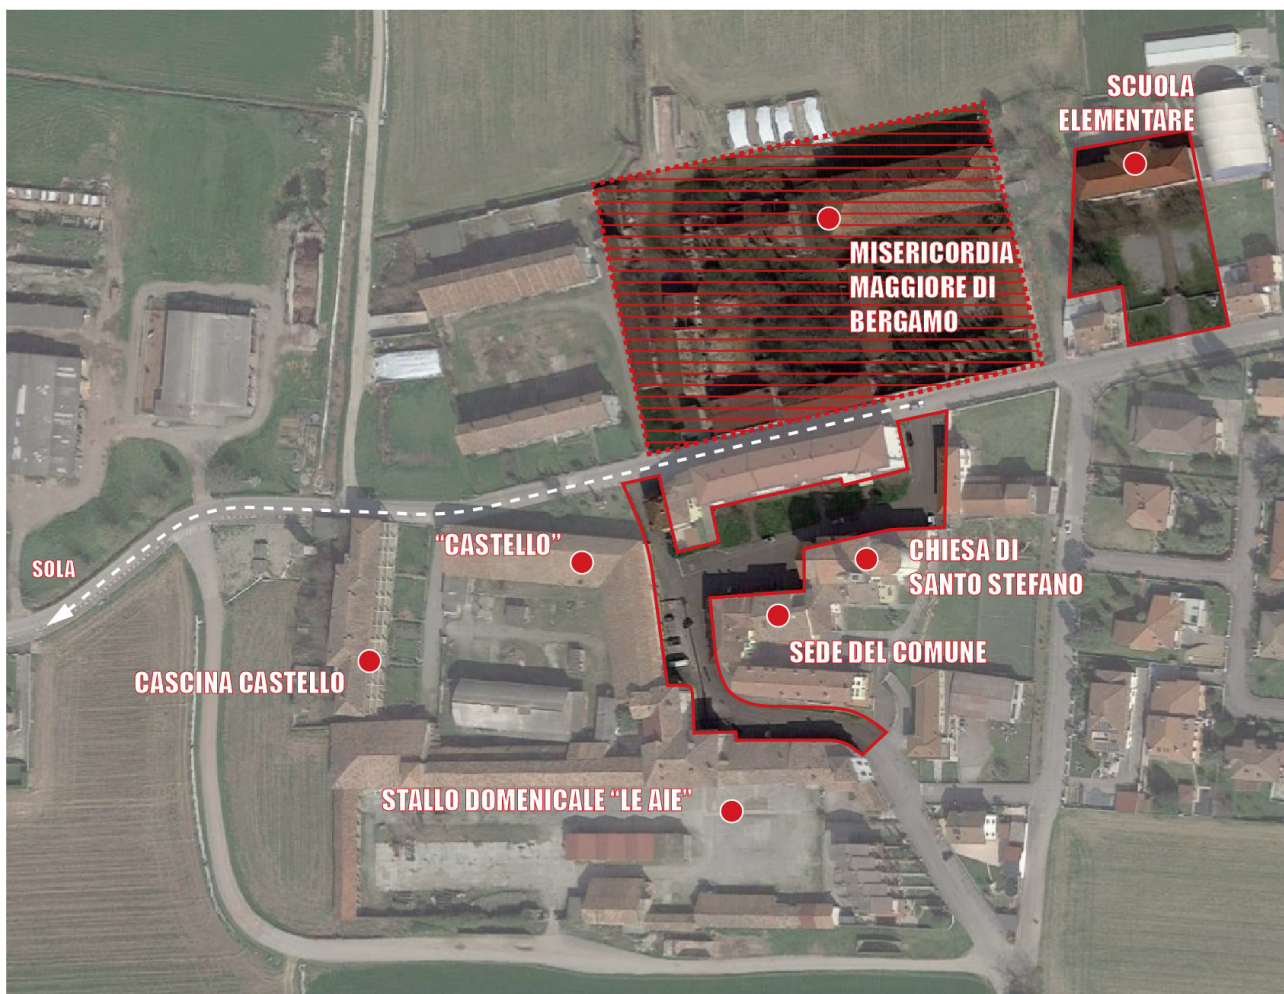 SCUOLA
ELEMENTARE
MISERICORDIA
MAGGIORE DI
BERGAMO
“CASTELLO”
CHIESA DI
SANTO STEFANO
SOLA
SEDE DEL COMUNE
CASCINA CASTELLO
STALLO DOMENICALE “LE AIE”